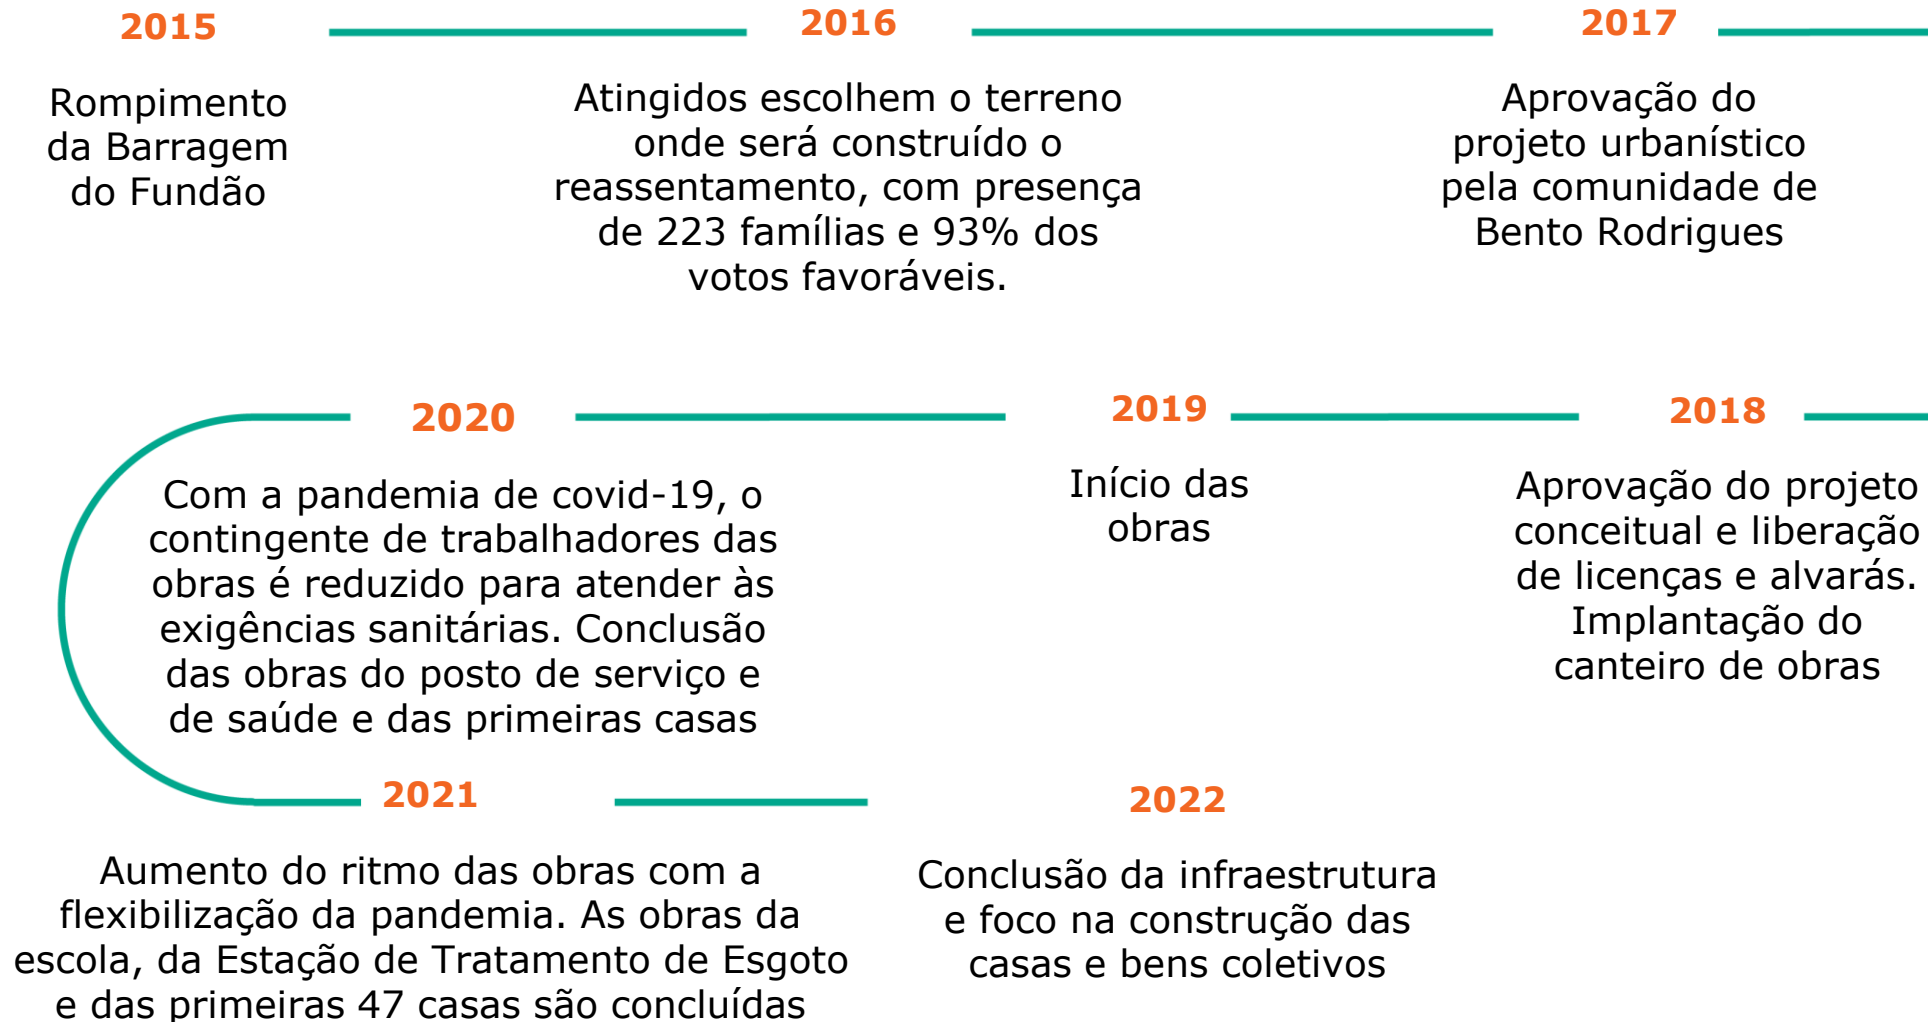 2015
Rompimento
da Barragem
do Fundão
2016
Atingidos escolhem o terreno
onde será construído o
reassentamento, com presença
de 223 famílias e 93% dos
votos favoráveis.
2017
Aprovação do
projeto urbanístico
pela comunidade de
Bento Rodrigues
2018
Aprovação do projeto
conceitual e liberação
de licenças e alvarás.
Implantação do
canteiro de obras
2019
Início das
obras
2020
Com a pandemia de covid-19, o
contingente de trabalhadores das
obras é reduzido para atender às
exigências sanitárias. Conclusão
das obras do posto de serviço e
de saúde e das primeiras casas
2021
Aumento do ritmo das obras com a
flexibilização da pandemia. As obras da
escola, da Estação de Tratamento de Esgoto
e das primeiras 47 casas são concluídas
2022
Conclusão da infraestrutura
e foco na construção das
casas e bens coletivos